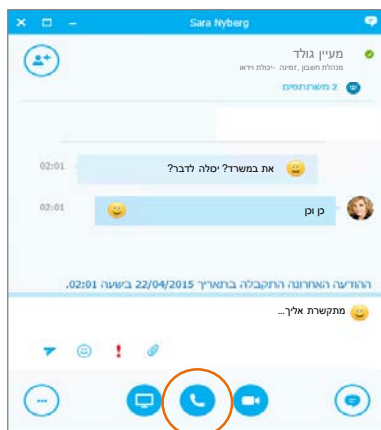 Sara Nyberg
מעיין גולד
מנהלת חשבון ,זמינה -יכולת וידאו
2 משתתפים
את במשרד? יכולה לדבר?
02:01
כן וכן
02:01
ההודעה האחרונה התקבלה בתאריך 22/04/2015 בשעה 02:01.
מתקשרת אליך...